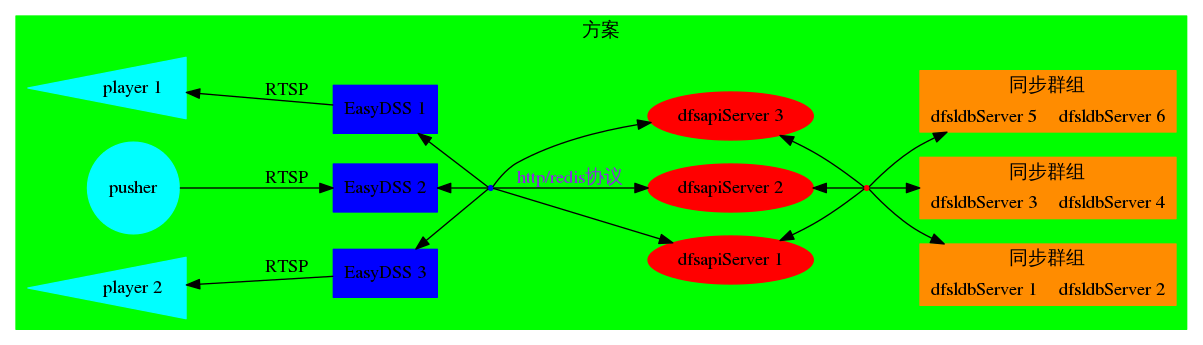 方案
player 1
RTSP
EasyDSS 1
dfsapiServer 3
同步群组
dfsldbServer 5 dfsldbServer 6
pusher
RTSP
EasyDSS 2
http/redis协议
dfsapiServer 2
同步群组
dfsldbServer 3 dfsldbServer 4
player 2
RTSP
EasyDSS 3
dfsapiServer 1
同步群组
dfsldbServer 1 dfsldbServer 2